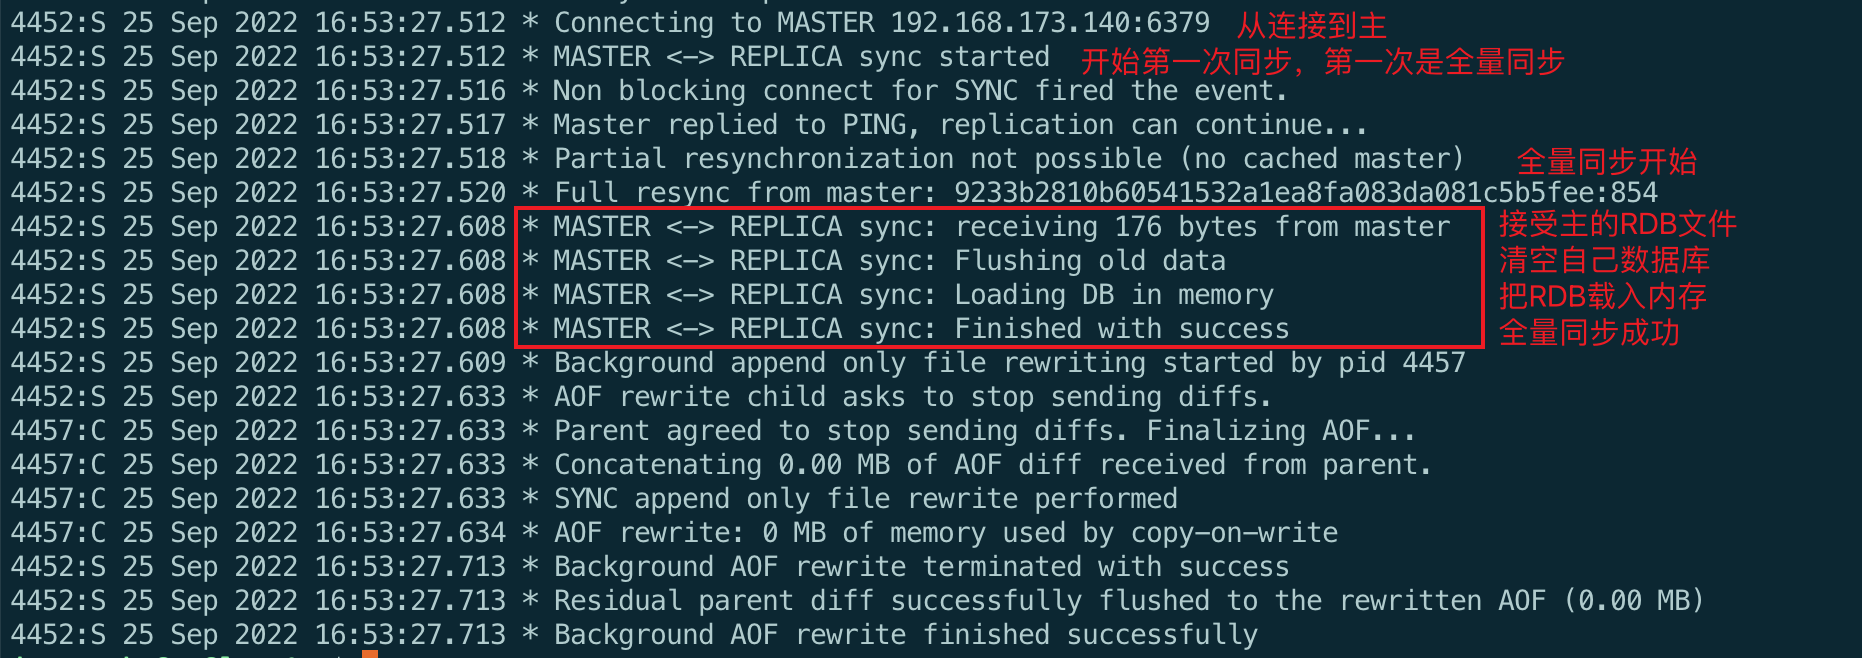 4452:S 25 Sep 2022 16:53:27.512 * Connecting to MASTER 192.168.173.140:6379 从连接到主
4452:S 25 Sep 2022 16:53:27.512 * MASTER <-> REPLICA sync started 开始第一次同步，第一次是全量同步
4452:S 25 Sep 2022 16:53:27.516 * Non blocking connect for SYNC fired the event.
4452:S 25 Sep 2022 16:53:27.517 * Master replied to PING, replication can continue...
4452:S 25 Sep 2022 16:53:27.518 * Partial resynchronization not possible (no cached master) 全量同步开始
4452:S 25 Sep 2022 16:53:27.520 * Full resync from master: 9233b2810b60541532a1ea8fa083da081c5b5fee:854
4452:S 25 Sep 2022 16:53:27.608 * MASTER <-> REPLICA sync: receiving 176 bytes from master 接受主的RDB文件
4452:S 25 Sep 2022 16:53:27.608 * MASTER <-> REPLICA sync: Flushing old data 清空自己数据库
4452:S 25 Sep 2022 16:53:27.608 * MASTER <-> REPLICA sync: Loading DB in memory 把RDB载入内存
4452:S 25 Sep 2022 16:53:27.608 * MASTER <-> REPLICA sync: Finished with success 全量同步成功
4452:S 25 Sep 2022 16:53:27.609 * Background append only file rewriting started by pid 4457
4452:S 25 Sep 2022 16:53:27.633 * AOF rewrite child asks to stop sending diffs.
4457:C 25 Sep 2022 16:53:27.633 * Parent agreed to stop sending diffs. Finalizing AOF...
4457:C 25 Sep 2022 16:53:27.633 * Concatenating 0.00 MB of AOF diff received from parent.
4457:C 25 Sep 2022 16:53:27.633 * SYNC append only file rewrite performed
4457:C 25 Sep 2022 16:53:27.634 * AOF rewrite: 0 MB of memory used by copy-on-write
4452:S 25 Sep 2022 16:53:27.713 * Background AOF rewrite terminated with success
4452:S 25 Sep 2022 16:53:27.713 * Residual parent diff successfully flushed to the rewritten AOF (0.00 MB)
4452:S 25 Sep 2022 16:53:27.713 * Background AOF rewrite finished successfully